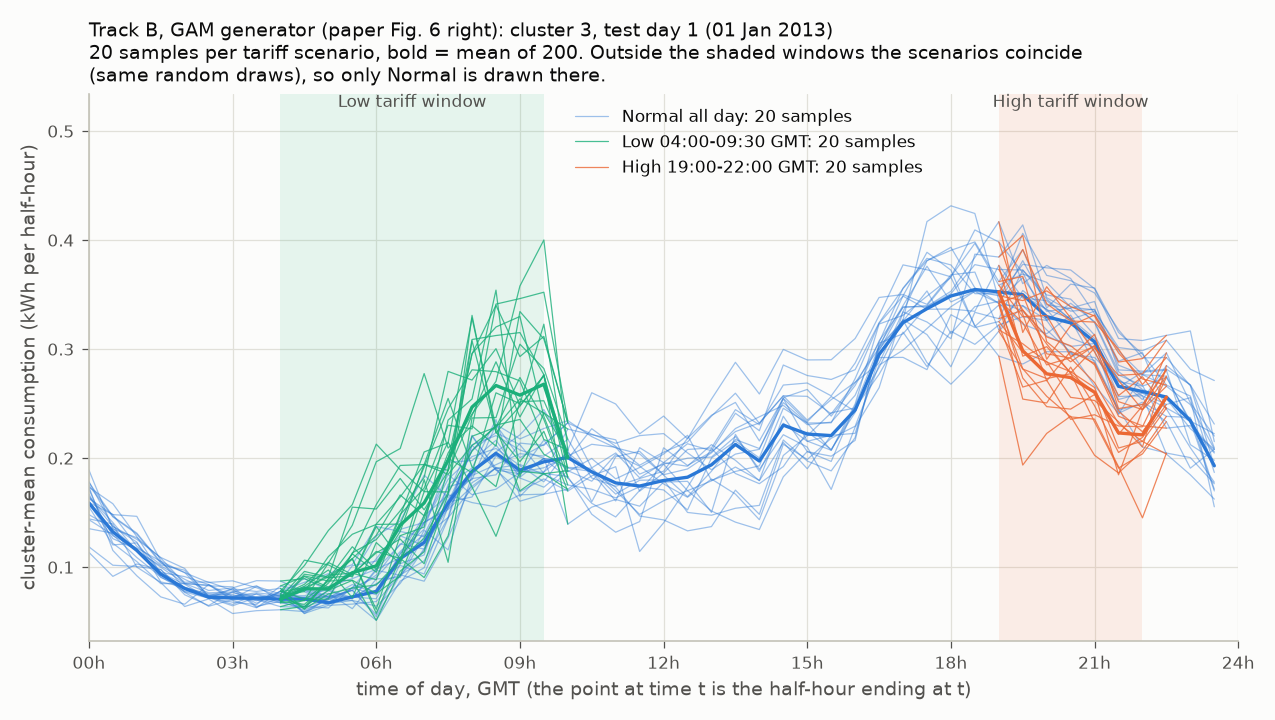 Track B, GAM generator (paper Fig. 6 right): cluster 3, test day 1 (01 Jan 2013)
20 samples per tariff scenario, bold = mean of 200. Outside the shaded windows the scenarios coincide
(same random draws), so only Normal is drawn there.
Low tariff window
High tariff window
Normal all day: 20 samples
Low 04:00-09:30 GMT: 20 samples
High 19:00-22:00 GMT: 20 samples
cluster-mean consumption (kWh per half-hour)
0.5
0.4
0.3
0.2
0.1
00h 03h 06h 09h 12h 15h 18h 21h 24h
time of day, GMT (the point at time t is the half-hour ending at t)